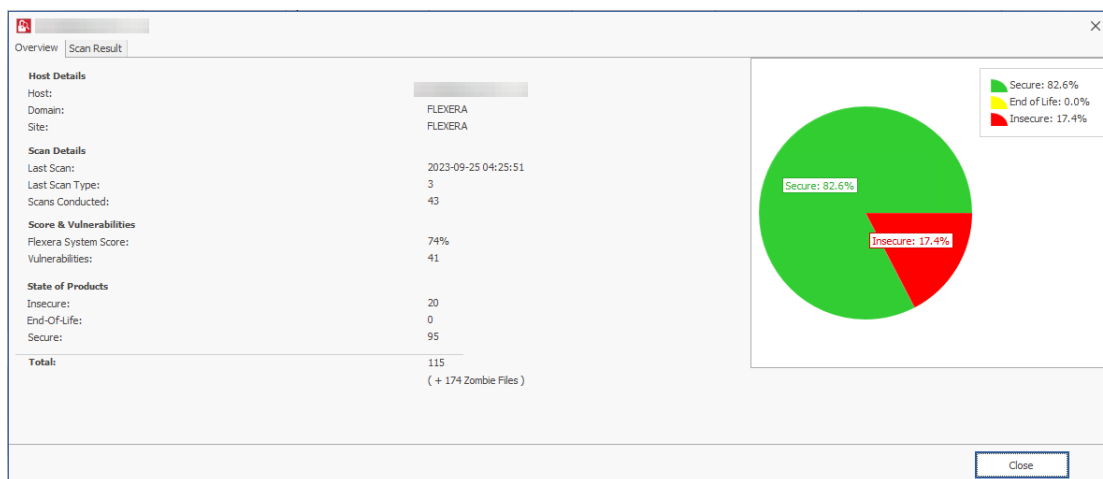 Overview Scan Result
Host Details
Host:
Domain: FLEXERA
Site: FLEXERA
Scan Details
Last Scan: 2023-09-25 04:25:51
Last Scan Type: 3
Scans Conducted: 43
Score & Vulnerabilities
Flexera System Score: 74%
Vulnerabilities: 41
State of Products
Insecure: 20
End-Of-Life: 0
Secure: 95
Total: 115
( + 174 Zombie Files )
Secure: 82.6%
End of Life: 0.0%
Insecure: 17.4%
Secure: 82.6%
Insecure: 17.4%
Close